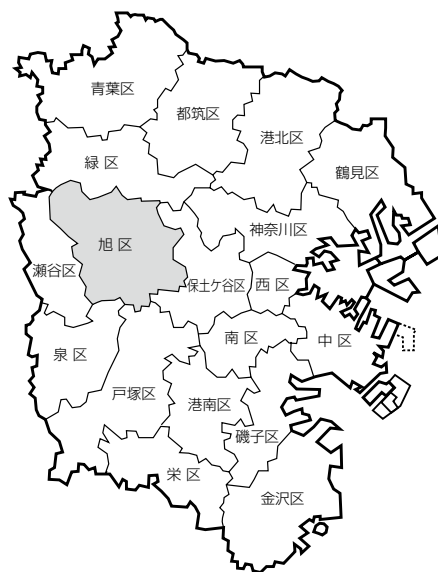 青葉区
都筑区
港北区
緑 区
鶴見区
神奈川区
旭 区
瀬谷区
保土ケ谷区
西 区
南 区
中 区
泉 区
戸塚区
港南区
磯子区
栄 区
金沢区